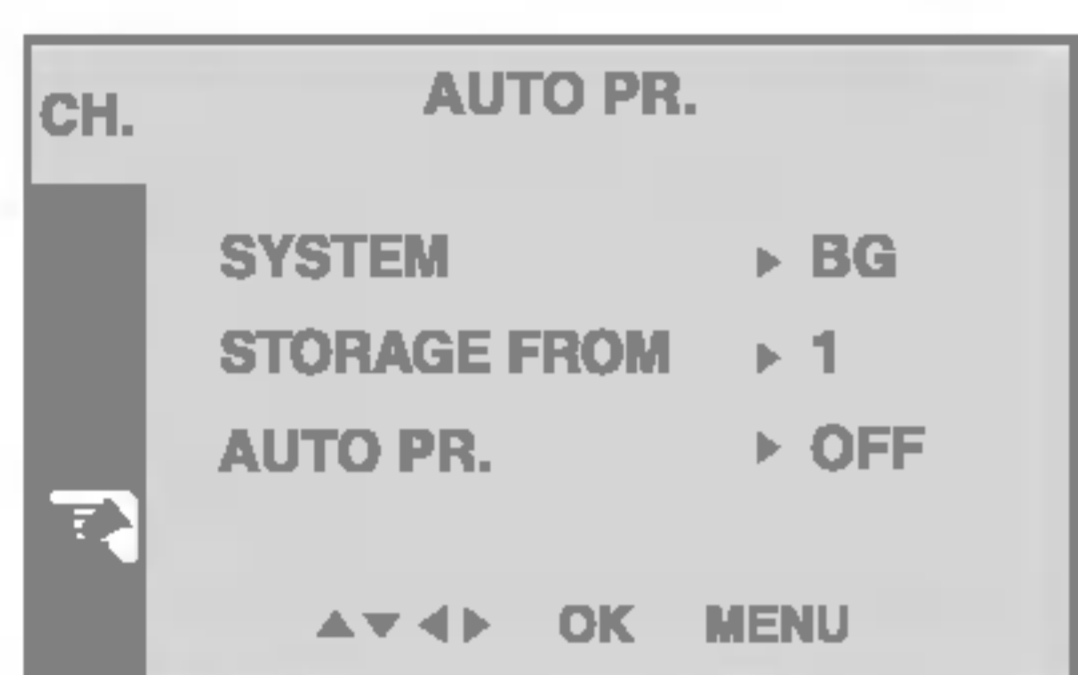 CH.
AUTO PR.
SYSTEM ▶ BG
STORAGE FROM ▶ 1
AUTO PR. ▶ OFF
▲▼◀▶ OK MENU